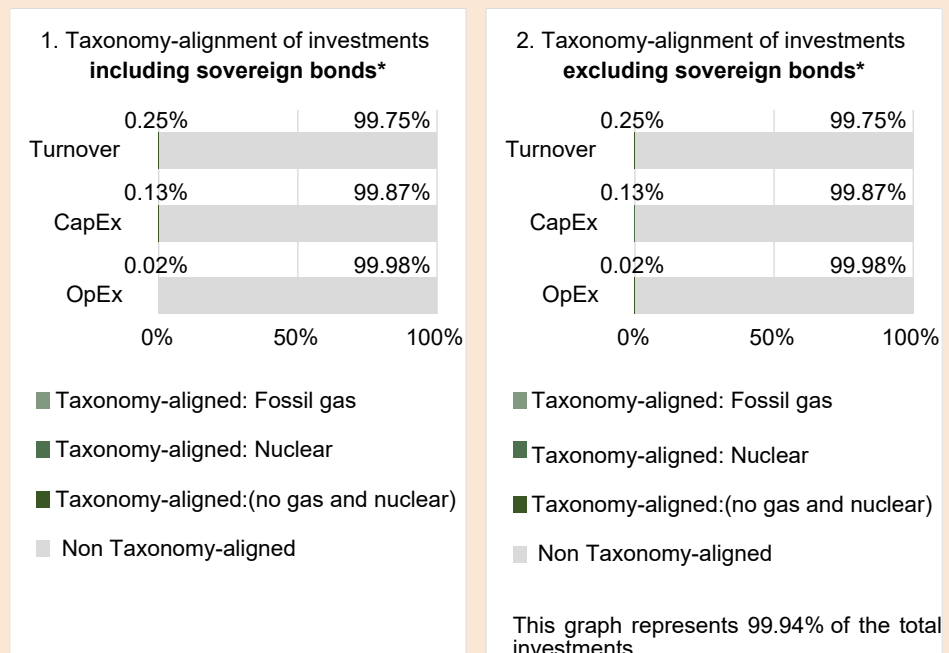 1. Taxonomy-alignment of investments
including sovereign bonds*
0.25% 99.75%
Turnover
0.13% 99.87%
CapEx
0.02% 99.98%
OpEx
0% 50% 100%
Taxonomy-aligned: Fossil gas
Taxonomy-aligned: Nuclear
Taxonomy-aligned:(no gas and nuclear)
Non Taxonomy-aligned
2. Taxonomy-alignment of investments
excluding sovereign bonds*
0.25% 99.75%
Turnover
0.13% 99.87%
CapEx
0.02% 99.98%
OpEx
0% 50% 100%
Taxonomy-aligned: Fossil gas
Taxonomy-aligned: Nuclear
Taxonomy-aligned:(no gas and nuclear)
Non Taxonomy-aligned
This graph represents 99.94% of the total
investments